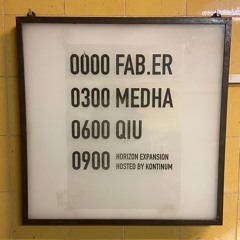 0000 FAB.ER
0300 MEDHA
0600 QIU
0900 HORIZON EXPANSION
HOSTED BY KONTINUM